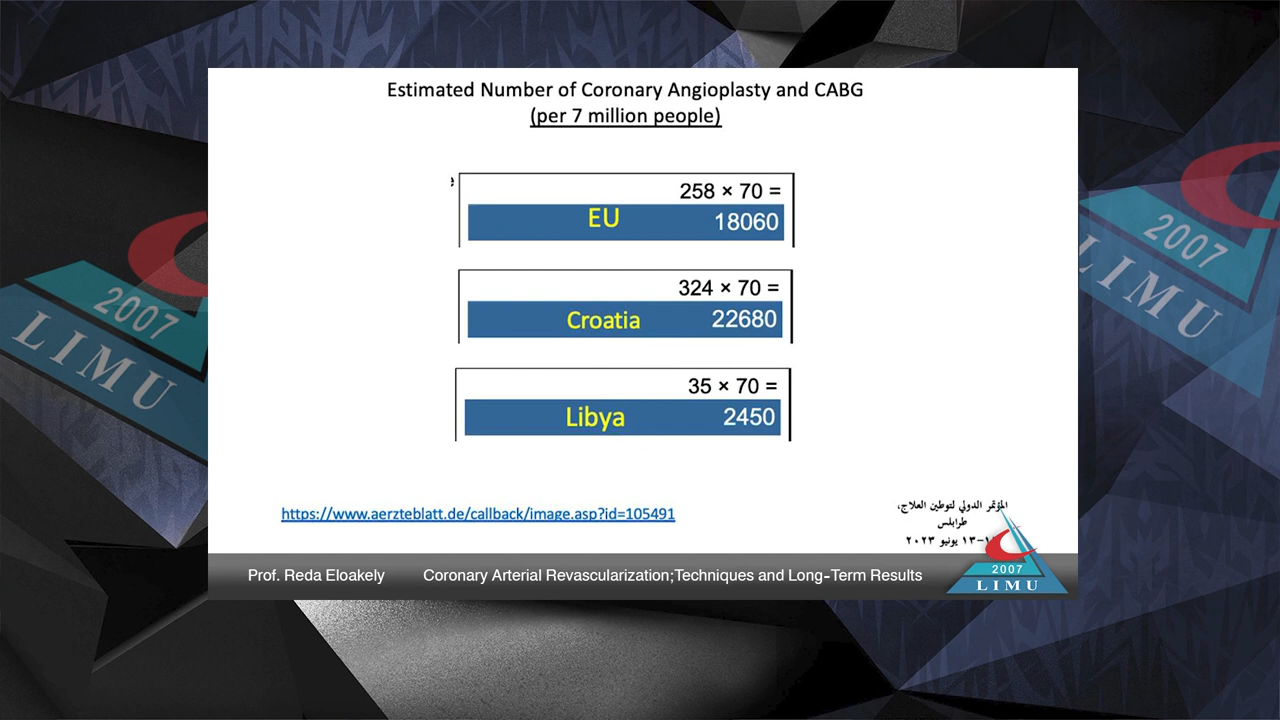 Estimated Number of Coronary Angioplasty and CABG
(per 7 million people)
258 × 70 =
EU 18060
324 × 70 =
Croatia 22680
35 × 70 =
Libya 2450
https://www.aerzteblatt.de/callback/image.asp?id=105491
المؤتمر الدولي لتوطين العلاج،
طرابلس
١٣ يونيو ٢٠٢٣
Prof. Reda Eloakely Coronary Arterial Revascularization;Techniques and Long-Term Results
2007
LIMU
2007
LIMU
2007
LIMU